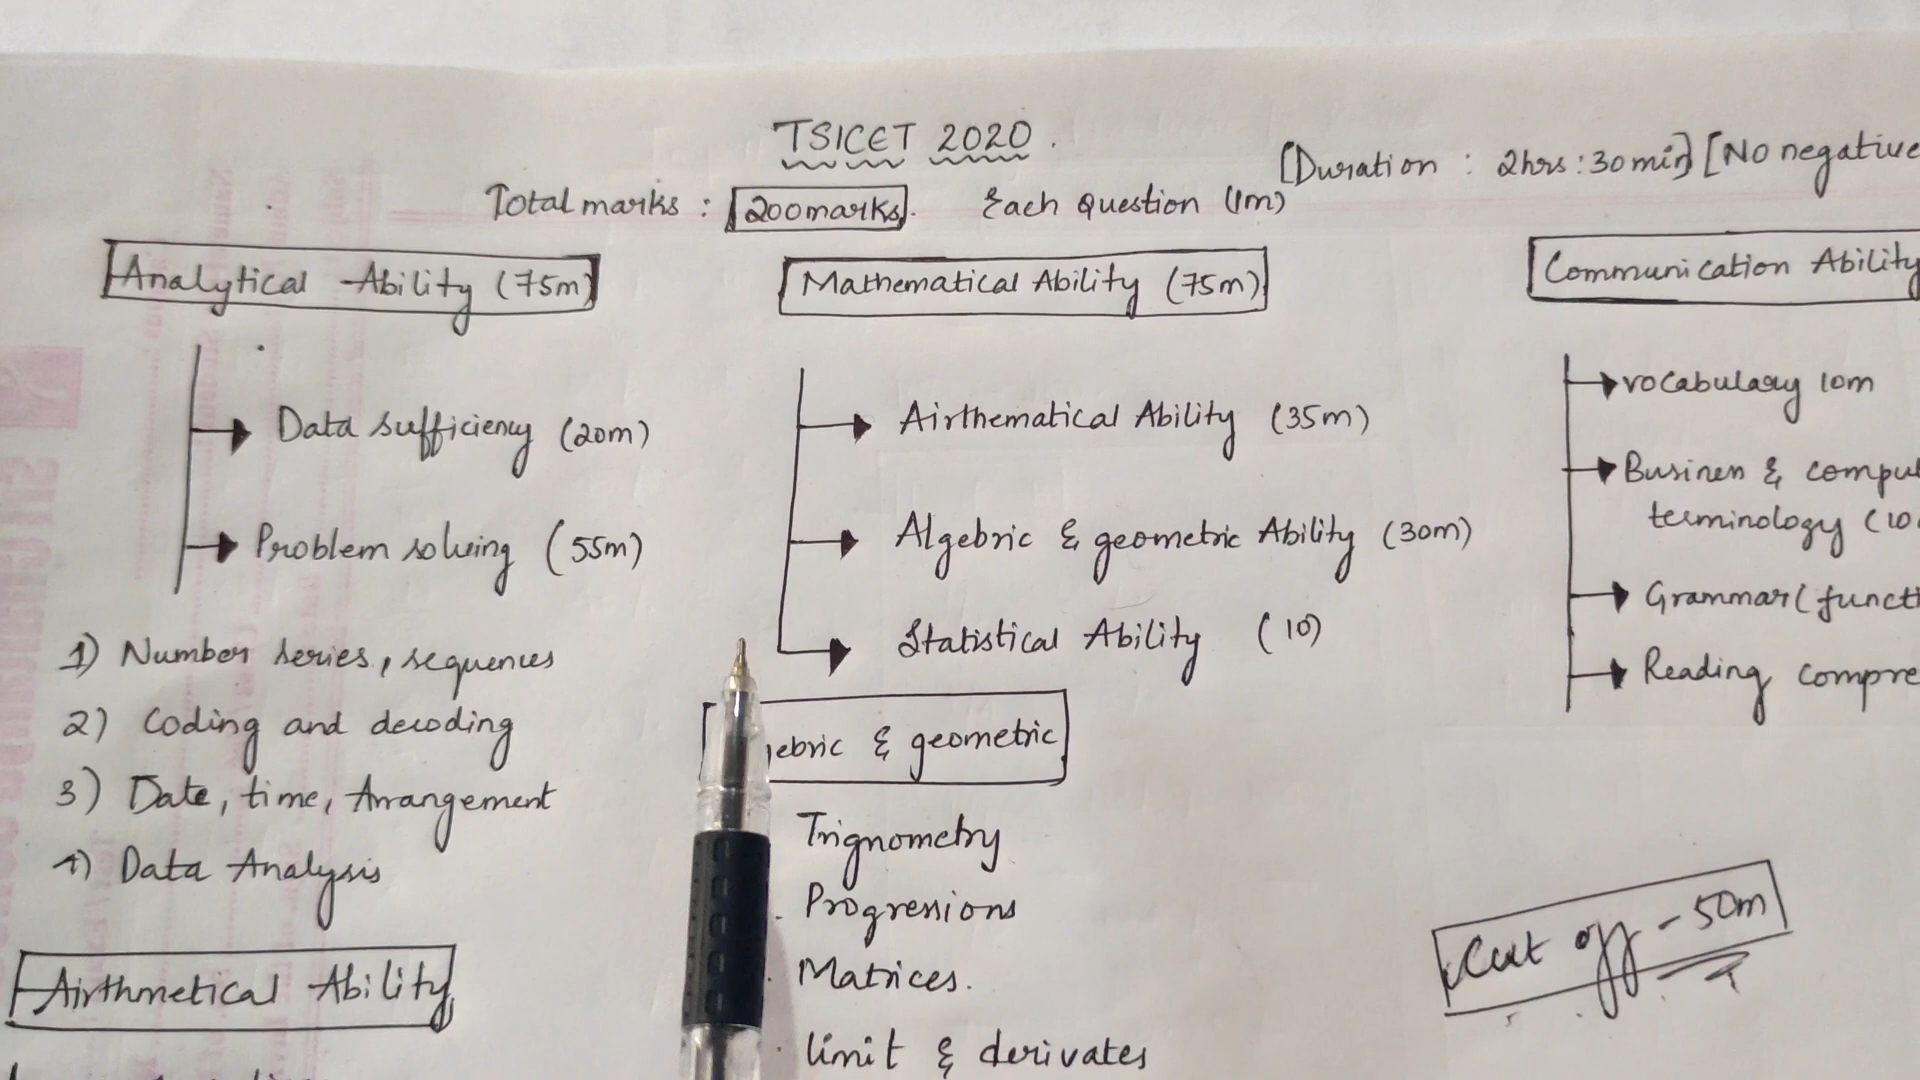 TSICET 2020.
Total marks : 200marks. Each Question (1m)
[Duration : 2hrs:30min] [No negative
Analytical Ability (75m)
Data sufficiency (20m)
Problem solving (55m)
1) Number series, sequences
2) Coding and decoding
3) Date, time, Arrangement
4) Data Analysis
Airthmetical Ability
Mathematical Ability (75m)
Airthematical Ability (35m)
Algebric & geometric Ability (30m)
Statistical Ability (10)
ebric & geometric
Trignometry
Progressions
Matrices.
limit & derivates
Communication Ability
vocabulary 10m
Business & comput
terminology (10
Grammar (functi
Reading compre
Cut off - 50m